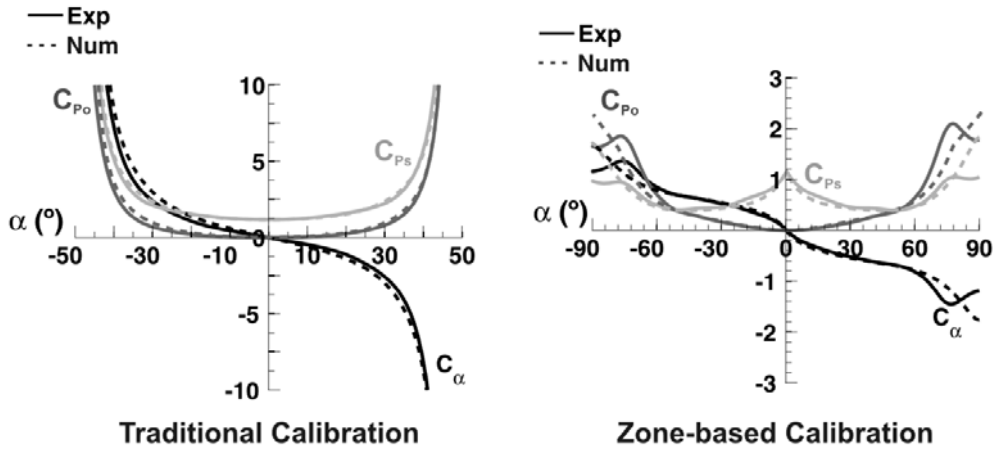 Exp
Num
10
C_Po
5
C_Ps
α (°)
0
-50 -30 -10 10 30 50
-5
C_α
-10
Traditional Calibration
Exp
Num
3
C_Po
2
1
C_Ps
α (°)
-90 -60 -30 0 30 60 90
-1
C_α
-2
-3
Zone-based Calibration